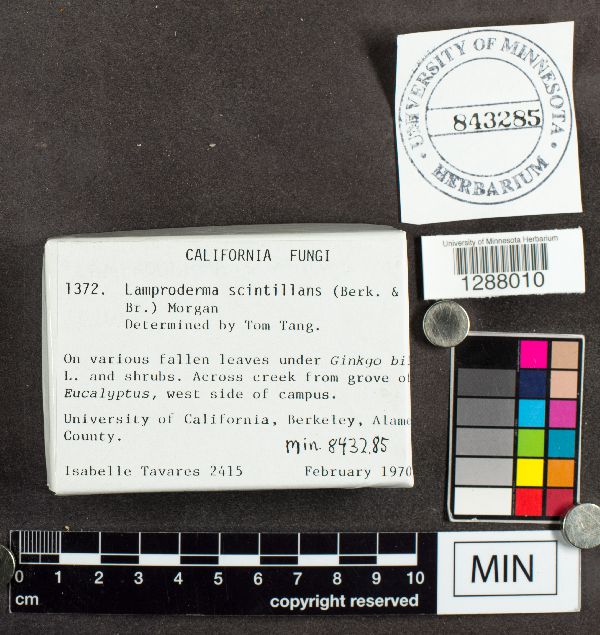 UNIVERSITY OF MINNESOTA
843285
HERBARIUM
University of Minnesota Herbarium
1288010
CALIFORNIA FUNGI
1372. Lamproderma scintillans (Berk. &
Br.) Morgan
Determined by Tom Tang.
On various fallen leaves under Ginkgo bil
L. and shrubs. Across creek from grove of
Eucalyptus, west side of campus.
University of California, Berkeley, Alame
County.
Min. 843285
Isabelle Tavares 2415 February 1970
0 1 2 3 4 5 6 7 8 9 10
cm copyright reserved
MIN